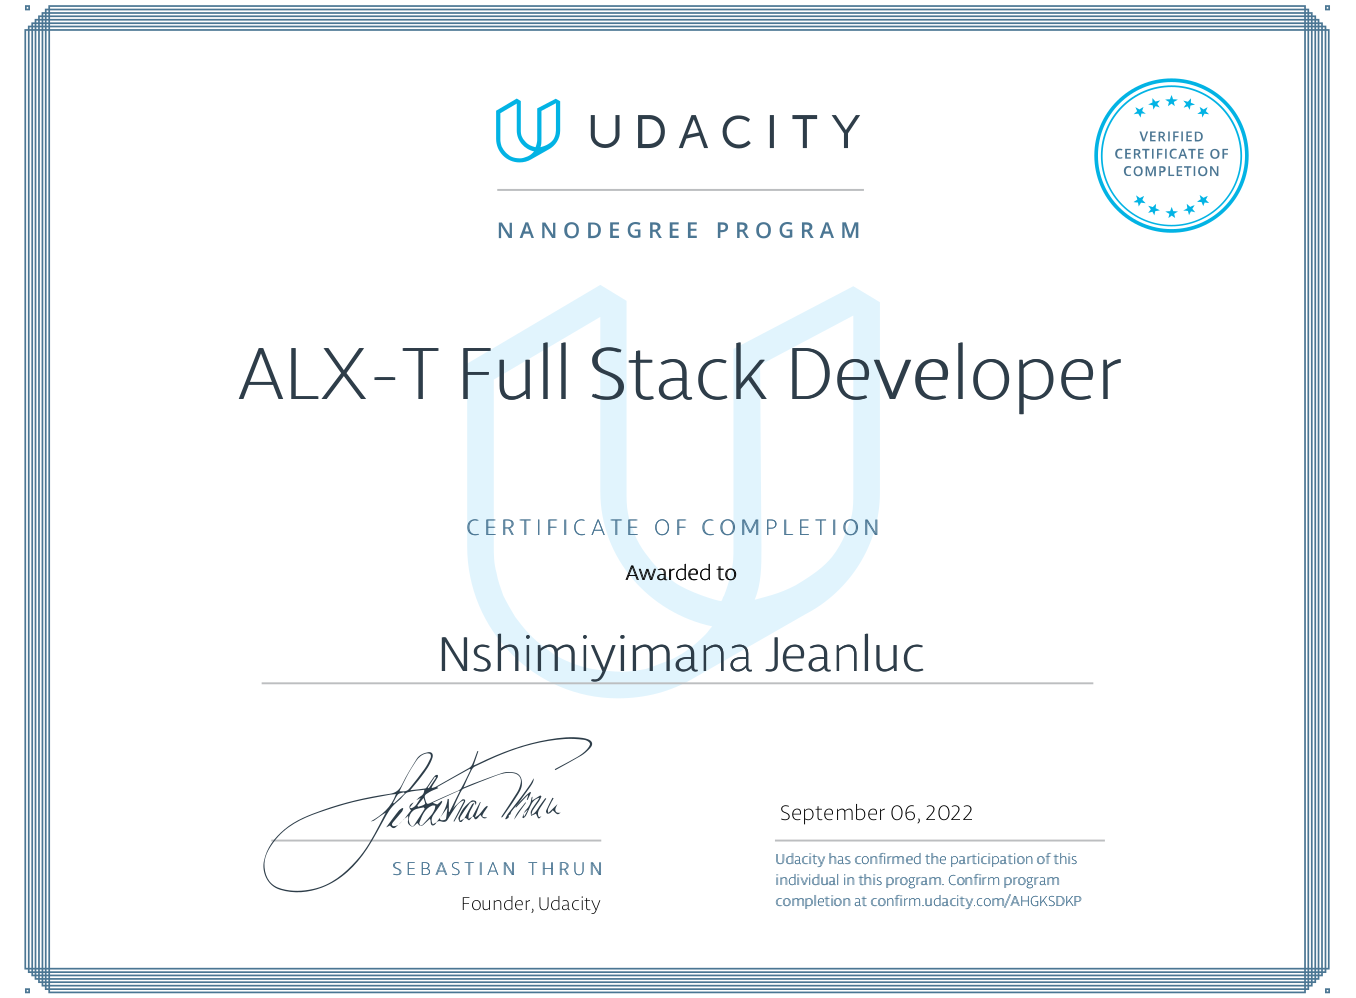 UDACITY
VERIFIED
CERTIFICATE OF
COMPLETION
NANODEGREE PROGRAM
ALX-T Full Stack Developer
CERTIFICATE OF COMPLETION
Awarded to
Nshimiyimana Jeanluc
Sebastian Thrun
SEBASTIAN THRUN
Founder, Udacity
September 06, 2022
Udacity has confirmed the participation of this
individual in this program. Confirm program
completion at confirm.udacity.com/AHGKSDKP